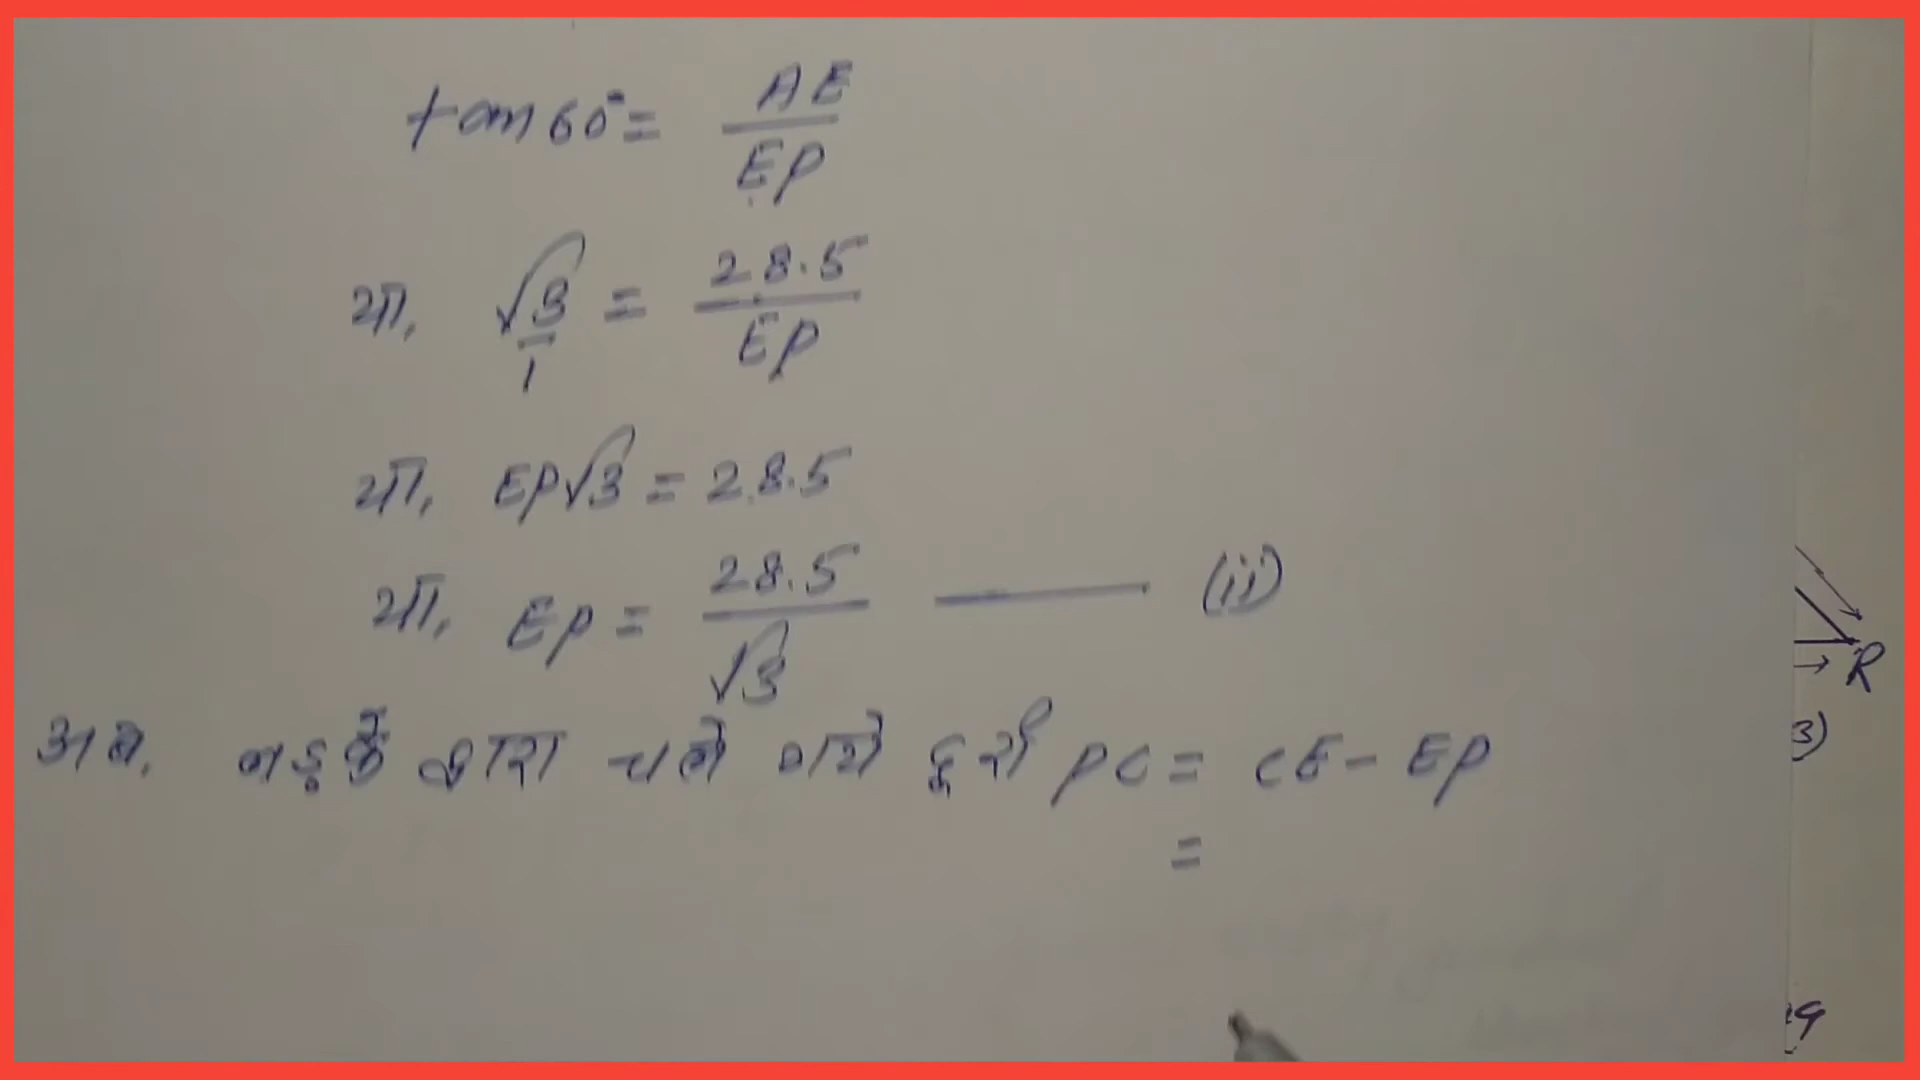 tan 60° = AE/EP
या, √3/1 = 28.5/EP
या, EP√3 = 28.5
या, EP = 28.5/√3 ——— (ii)
अब, लड़के द्वारा चले गये दुरी PC = CE - EP
=
R
3)